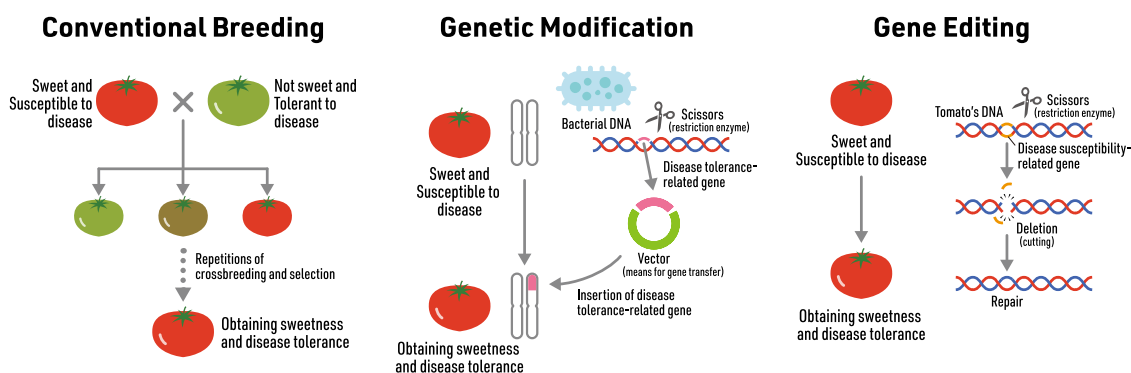 Conventional Breeding
Sweet and
Susceptible to
disease
Not sweet and
Tolerant to
disease
Repetitions of
crossbreeding and selection
Obtaining sweetness
and disease tolerance
Genetic Modification
Sweet and
Susceptible to
disease
Bacterial DNA
Scissors
(restriction enzyme)
Disease tolerance-
related gene
Vector
(means for gene transfer)
Insertion of disease
tolerance-related gene
Obtaining sweetness
and disease tolerance
Gene Editing
Sweet and
Susceptible to disease
Obtaining sweetness
and disease tolerance
Tomato's DNA
Scissors
(restriction enzyme)
Disease susceptibility-
related gene
Deletion
(cutting)
Repair